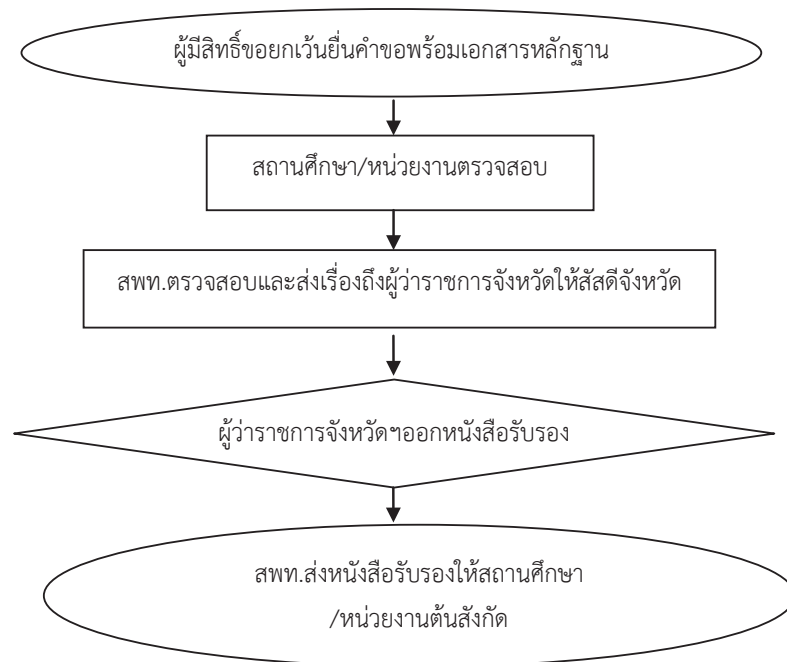 ผู้มีสิทธิ์ขอยกเว้นยื่นคำขอพร้อมเอกสารหลักฐาน
สถานศึกษา/หน่วยงานตรวจสอบ
สพท.ตรวจสอบและส่งเรื่องถึงผู้ว่าราชการจังหวัดให้สัสดีจังหวัด
ผู้ว่าราชการจังหวัดฯออกหนังสือรับรอง
สพท.ส่งหนังสือรับรองให้สถานศึกษา
/หน่วยงานต้นสังกัด